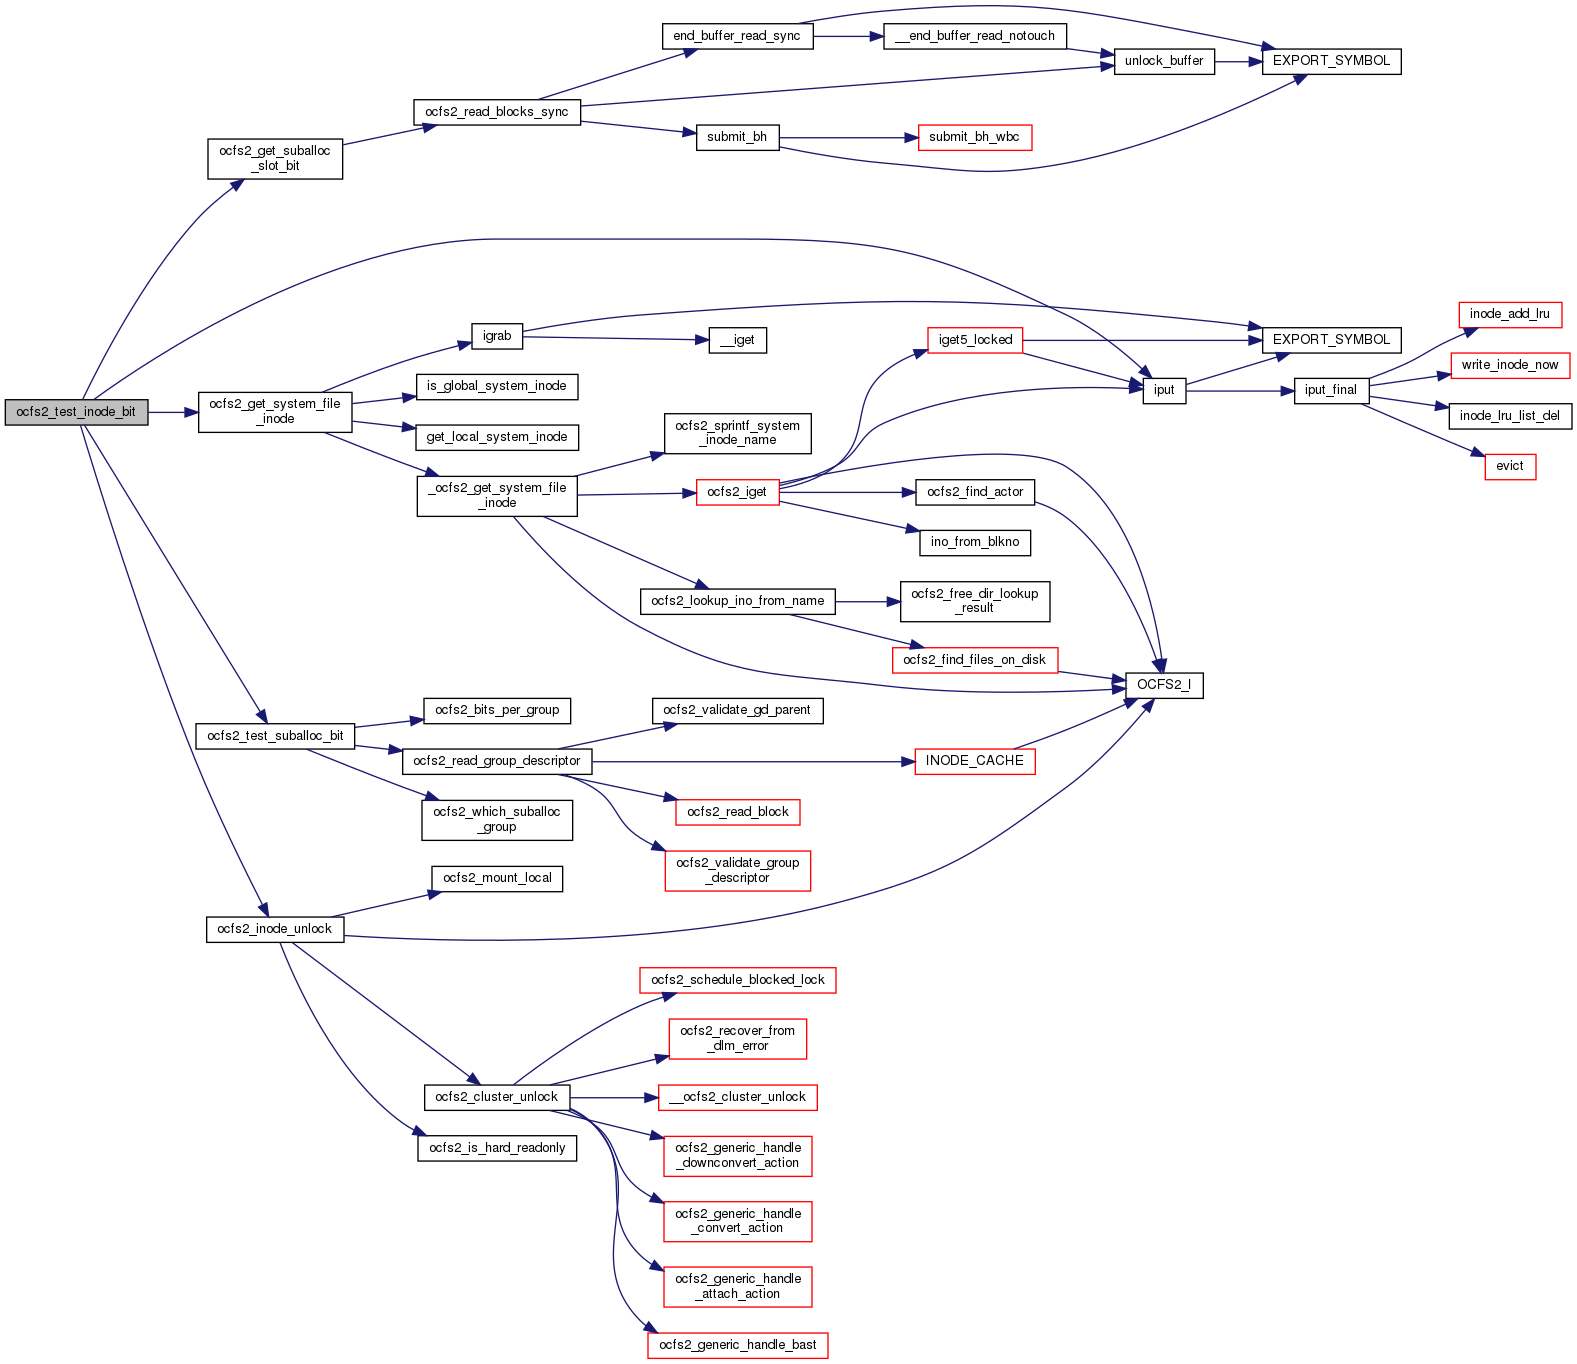 end_buffer_read_sync
__end_buffer_read_notouch
unlock_buffer
EXPORT_SYMBOL
ocfs2_read_blocks_sync
submit_bh
submit_bh_wbc
ocfs2_get_suballoc
_slot_bit
igrab
__iget
iget5_locked
EXPORT_SYMBOL
inode_add_lru
write_inode_now
is_global_system_inode
iput
iput_final
ocfs2_test_inode_bit
ocfs2_get_system_file
_inode
inode_lru_list_del
get_local_system_inode
ocfs2_sprintf_system
_inode_name
evict
_ocfs2_get_system_file
_inode
ocfs2_iget
ocfs2_find_actor
ino_from_blkno
ocfs2_lookup_ino_from_name
ocfs2_free_dir_lookup
_result
ocfs2_find_files_on_disk
OCFS2_I
ocfs2_bits_per_group
ocfs2_validate_gd_parent
ocfs2_test_suballoc_bit
ocfs2_read_group_descriptor
INODE_CACHE
ocfs2_which_suballoc
_group
ocfs2_read_block
ocfs2_validate_group
_descriptor
ocfs2_mount_local
ocfs2_inode_unlock
ocfs2_schedule_blocked_lock
ocfs2_recover_from
_dlm_error
ocfs2_cluster_unlock
__ocfs2_cluster_unlock
ocfs2_is_hard_readonly
ocfs2_generic_handle
_downconvert_action
ocfs2_generic_handle
_convert_action
ocfs2_generic_handle
_attach_action
ocfs2_generic_handle_bast